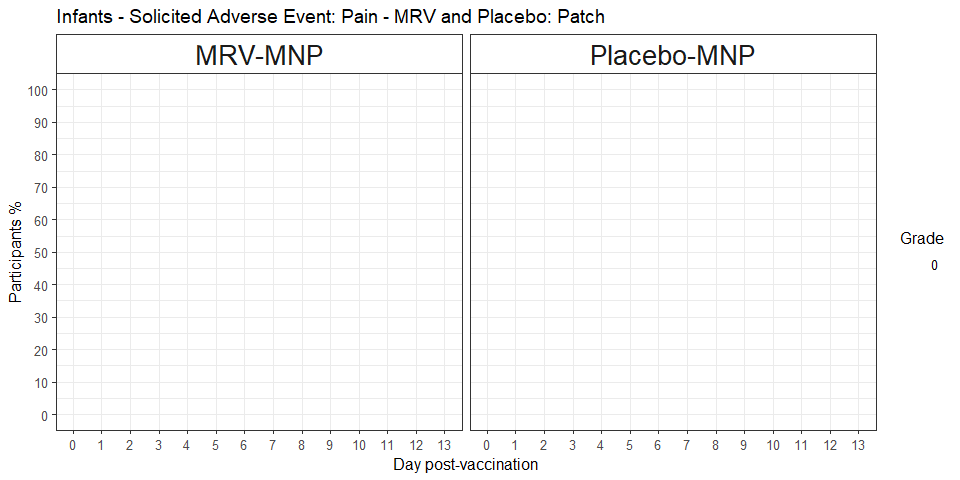 Infants - Solicited Adverse Event: Pain - MRV and Placebo: Patch
MRV-MNP
Placebo-MNP
Participants %
100
90
80
70
60
50
40
30
20
10
0
0 1 2 3 4 5 6 7 8 9 10 11 12 13
0 1 2 3 4 5 6 7 8 9 10 11 12 13
Day post-vaccination
Grade
0